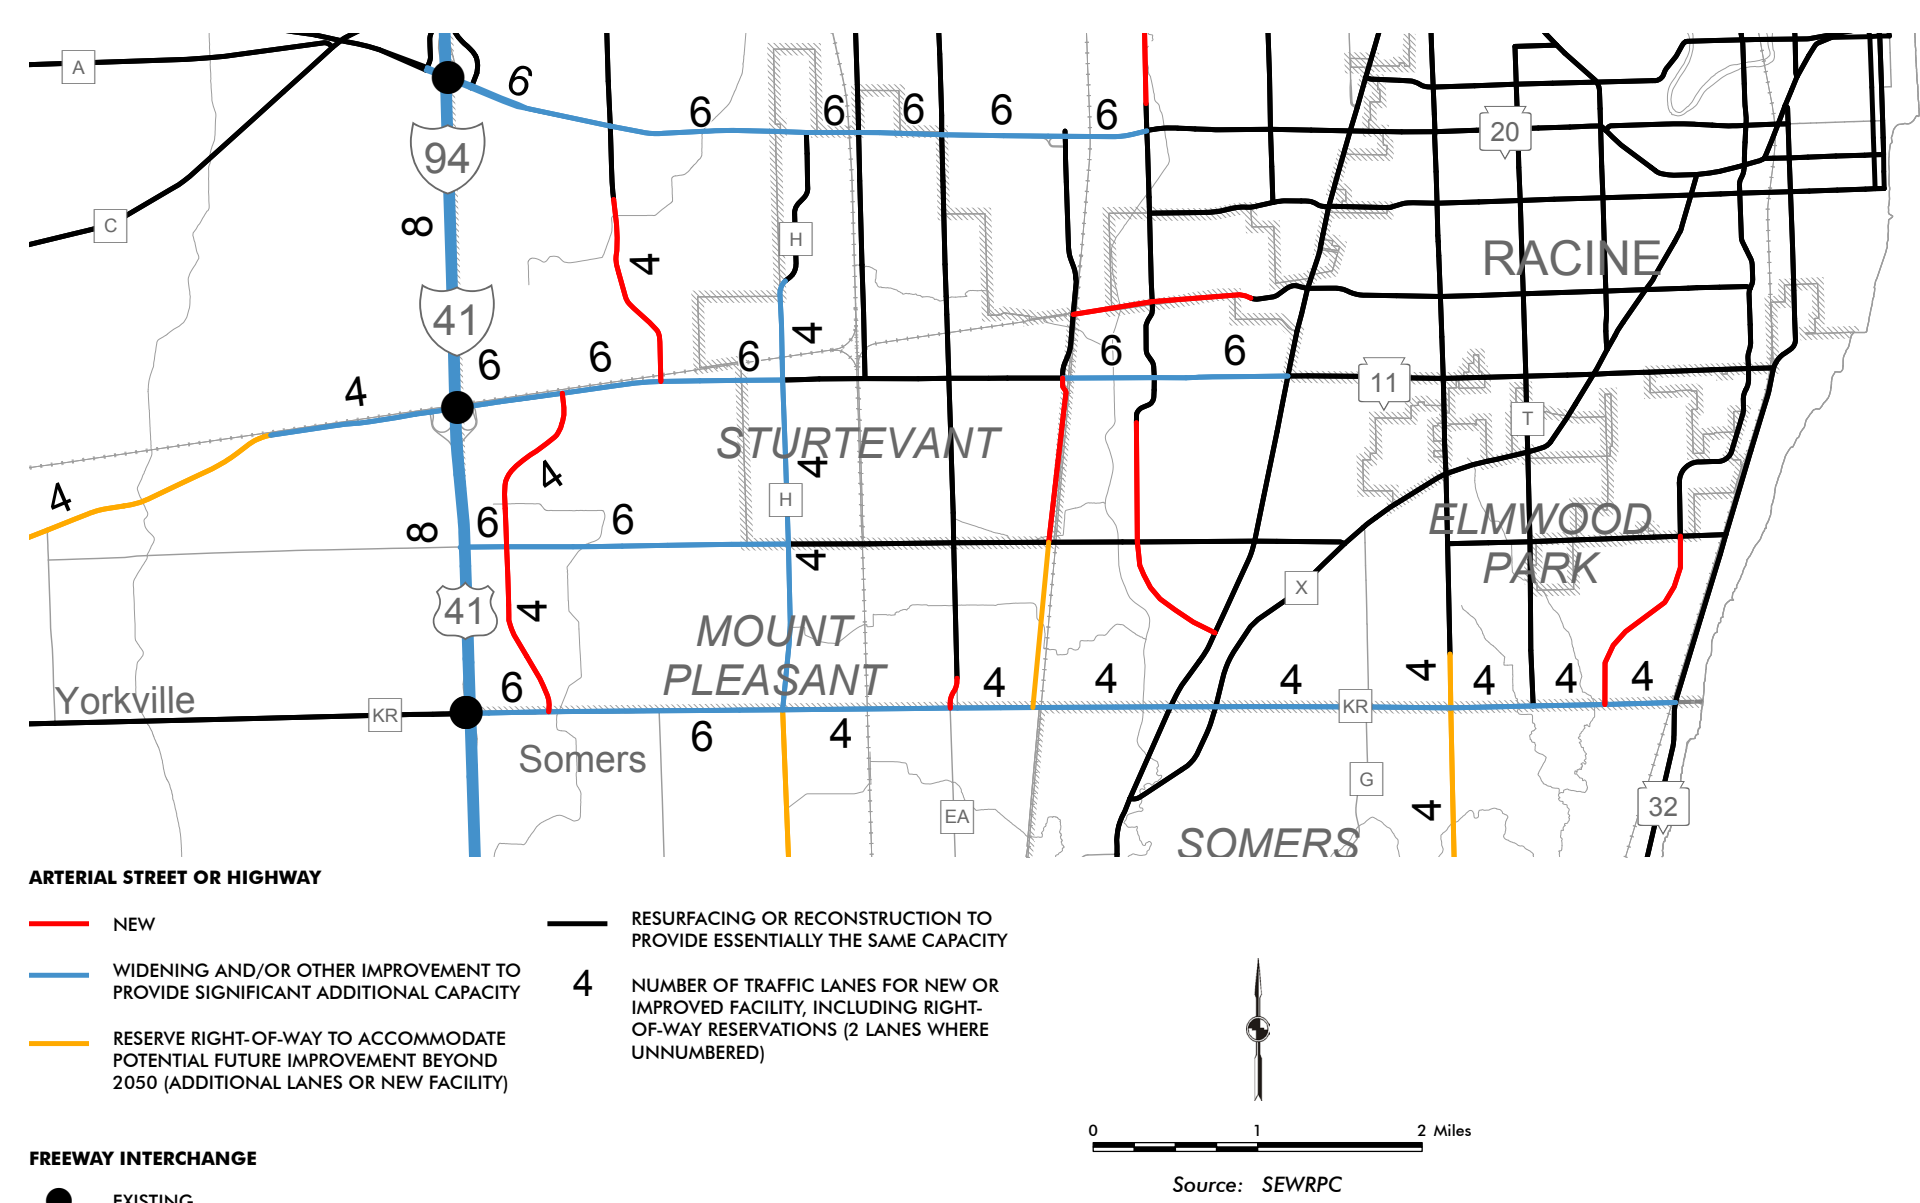 A
6
6
6
6
6
6
20
94
C
8
H
4
RACINE
41
4
6
6
6
6
6
4
11
T
STURTEVANT
4
4
4
H
8
6
6
4
ELMWOOD
PARK
X
41
4
MOUNT
PLEASANT
Yorkville
KR
6
4
4
4
4
4
4
4
KR
6
4
Somers
G
EA
4
32
SOMERS
ARTERIAL STREET OR HIGHWAY
NEW
WIDENING AND/OR OTHER IMPROVEMENT TO
PROVIDE SIGNIFICANT ADDITIONAL CAPACITY
RESERVE RIGHT-OF-WAY TO ACCOMMODATE
POTENTIAL FUTURE IMPROVEMENT BEYOND
2050 (ADDITIONAL LANES OR NEW FACILITY)
RESURFACING OR RECONSTRUCTION TO
PROVIDE ESSENTIALLY THE SAME CAPACITY
4
NUMBER OF TRAFFIC LANES FOR NEW OR
IMPROVED FACILITY, INCLUDING RIGHT-
OF-WAY RESERVATIONS (2 LANES WHERE
UNNUMBERED)
FREEWAY INTERCHANGE
EXISTING
0 1 2 Miles
Source: SEWRPC